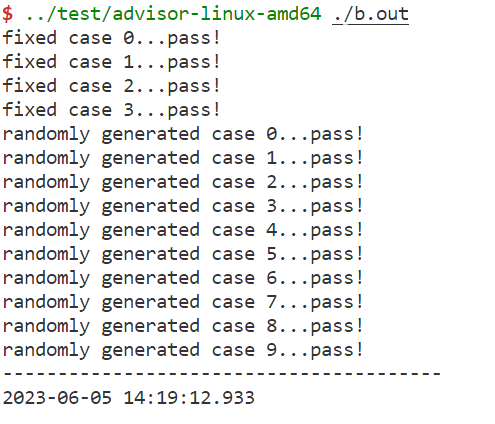 $ ../test/advisor-linux-amd64 ./b.out
fixed case 0...pass!
fixed case 1...pass!
fixed case 2...pass!
fixed case 3...pass!
randomly generated case 0...pass!
randomly generated case 1...pass!
randomly generated case 2...pass!
randomly generated case 3...pass!
randomly generated case 4...pass!
randomly generated case 5...pass!
randomly generated case 6...pass!
randomly generated case 7...pass!
randomly generated case 8...pass!
randomly generated case 9...pass!
----------------------------------------
2023-06-05 14:19:12.933